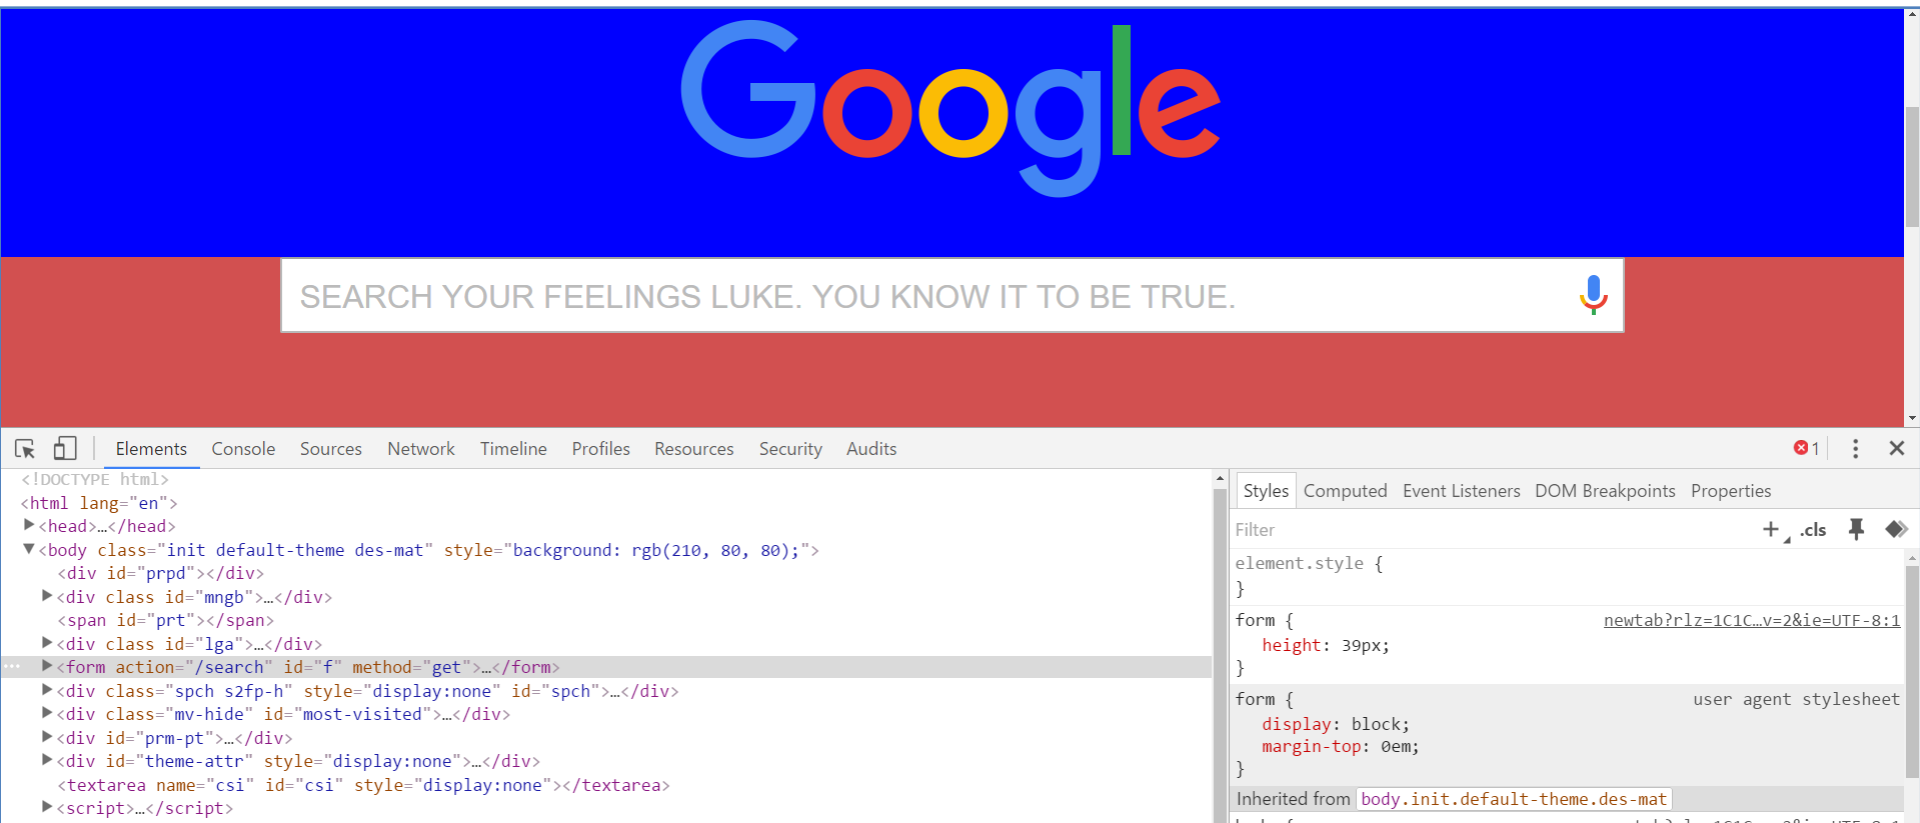 Google
SEARCH YOUR FEELINGS LUKE. YOU KNOW IT TO BE TRUE.
Elements Console Sources Network Timeline Profiles Resources Security Audits 1
<!DOCTYPE html>
<html lang="en">
<head>…</head>
<body class="init default-theme des-mat" style="background: rgb(210, 80, 80);">
<div id="prpd"></div>
<div class id="mngb">…</div>
<span id="prt"></span>
<div class id="lga">…</div>
<form action="/search" id="f" method="get">…</form>
<div class="spch s2fp-h" style="display:none" id="spch">…</div>
<div class="mv-hide" id="most-visited">…</div>
<div id="prm-pt">…</div>
<div id="theme-attr" style="display:none">…</div>
<textarea name="csi" id="csi" style="display:none"></textarea>
<script>…</script>
Styles Computed Event Listeners DOM Breakpoints Properties
Filter + .cls
element.style {
}
form { newtab?rlz=1C1C…v=2&ie=UTF-8:1
height: 39px;
}
form { user agent stylesheet
display: block;
margin-top: 0em;
}
Inherited from body.init.default-theme.des-mat